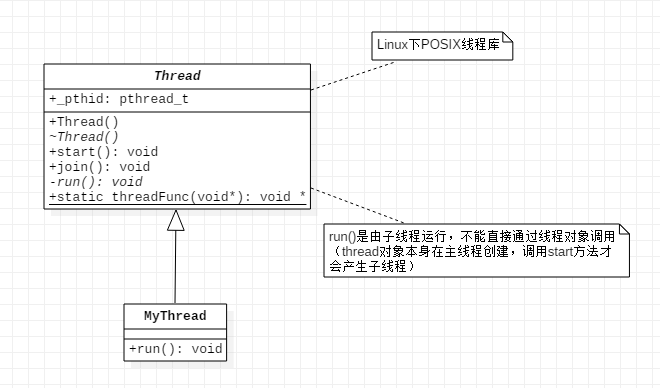 Linux下POSIX线程库
Thread
+_pthid: pthread_t
+Thread()
~Thread()
+start(): void
+join(): void
-run(): void
+static threadFunc(void*): void *
run()是由子线程运行，不能直接通过线程对象调用
（thread对象本身在主线程创建，调用start方法才
会产生子线程）
MyThread
+run(): void